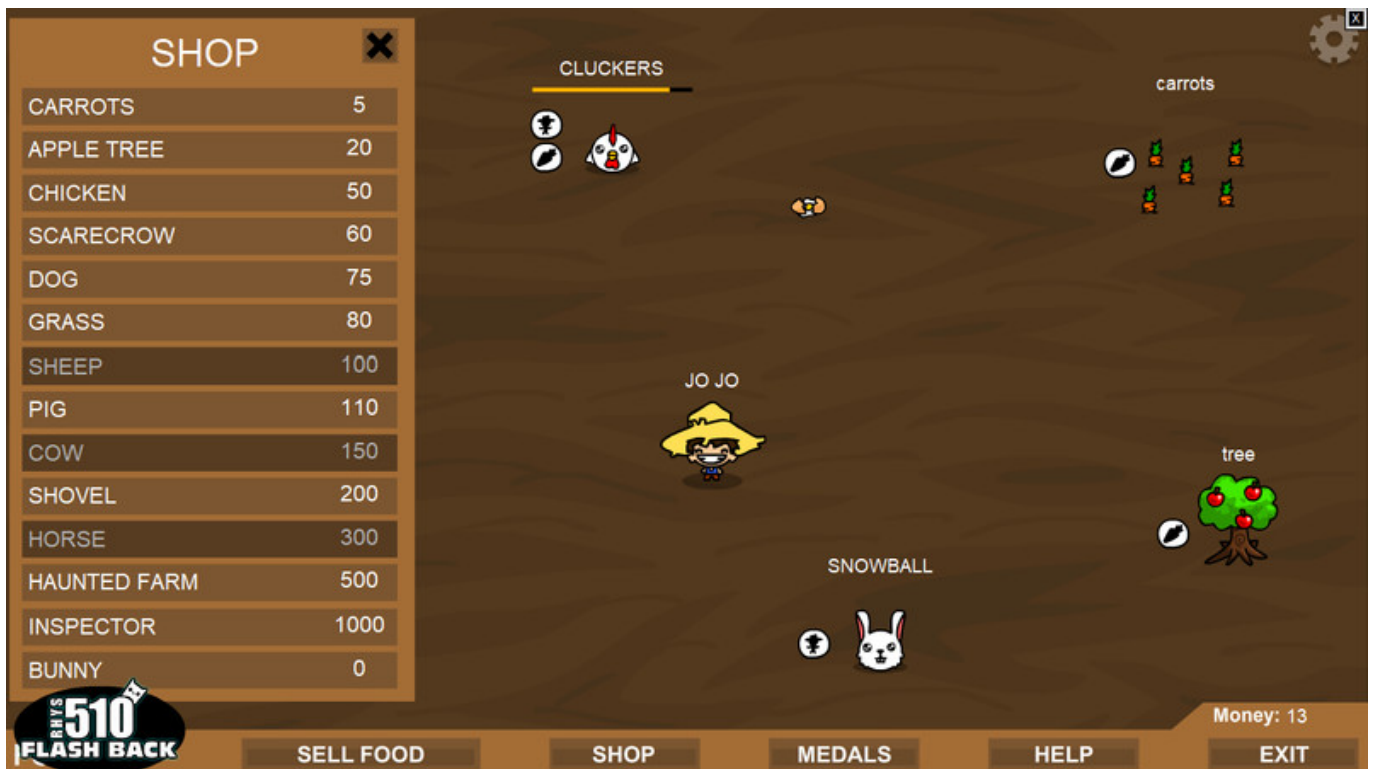 SHOP
CARROTS 5
APPLE TREE 20
CHICKEN 50
SCARECROW 60
DOG 75
GRASS 80
SHEEP 100
PIG 110
COW 150
SHOVEL 200
HORSE 300
HAUNTED FARM 500
INSPECTOR 1000
BUNNY 0
CLUCKERS
carrots
JO JO
tree
SNOWBALL
X
Money: 13
RHYS
510
FLASH BACK
SELL FOOD
SHOP
MEDALS
HELP
EXIT